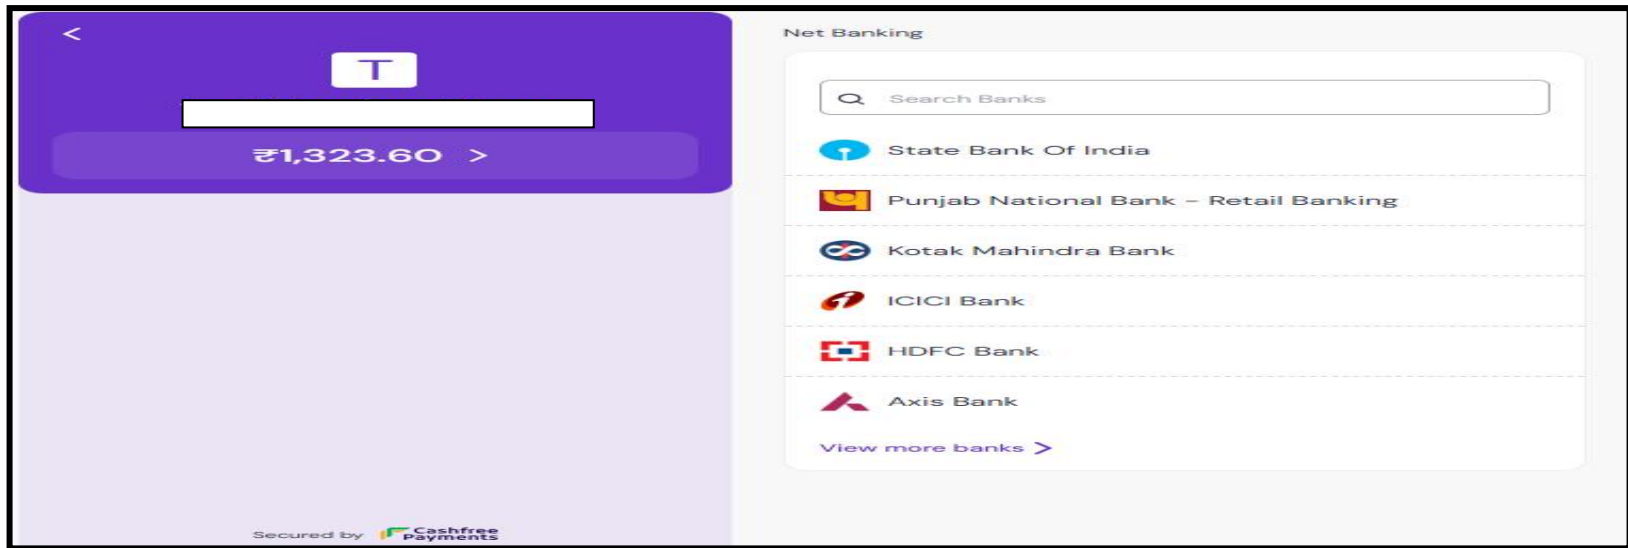 <
T
₹1,323.60 >
Secured by Cashfree Payments
Net Banking
Search Banks
State Bank Of India
Punjab National Bank – Retail Banking
Kotak Mahindra Bank
ICICI Bank
HDFC Bank
Axis Bank
View more banks >